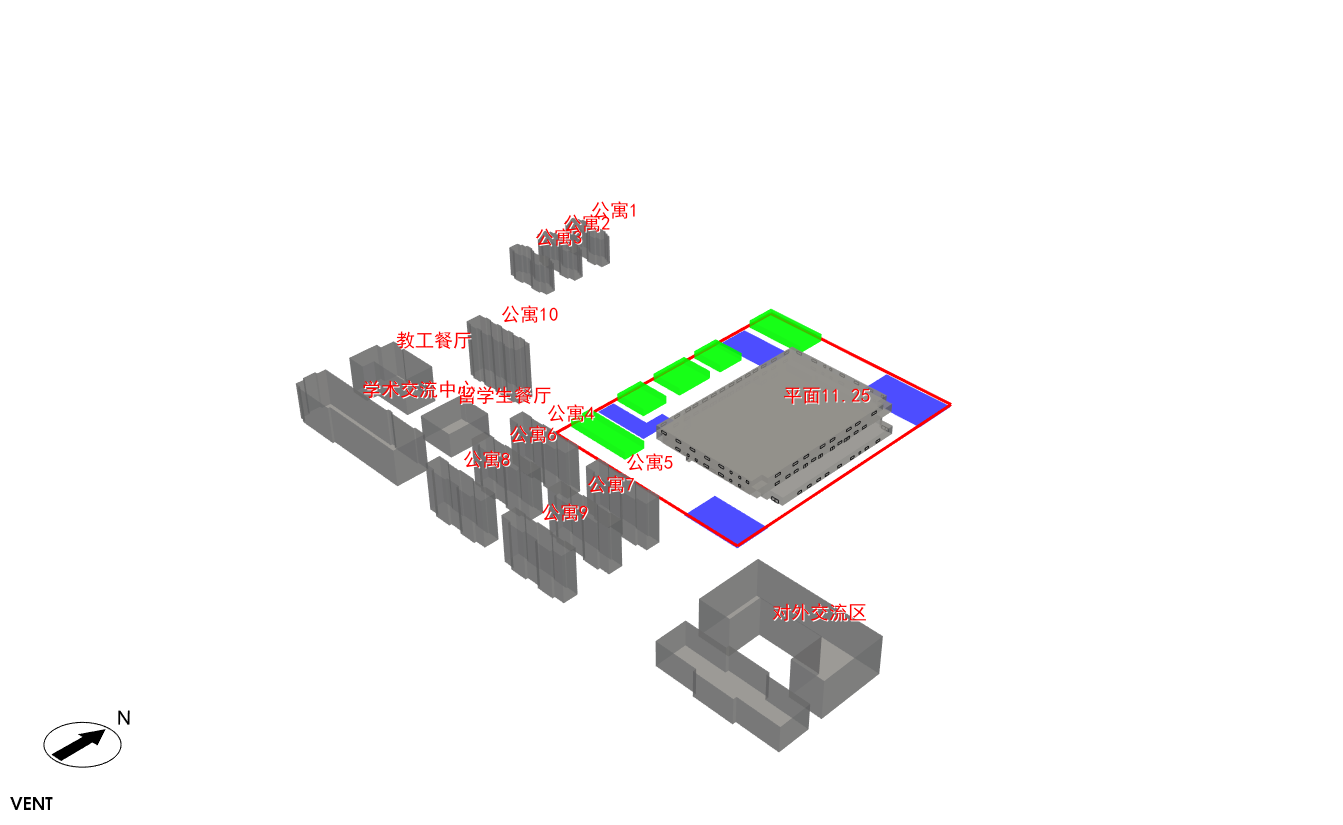 公寓1
公寓2
公寓3
公寓10
教工餐厅
学术交流中心
留学生餐厅
平面11.25
公寓4
公寓6
公寓8
公寓5
公寓7
公寓9
对外交流区
N
VENT